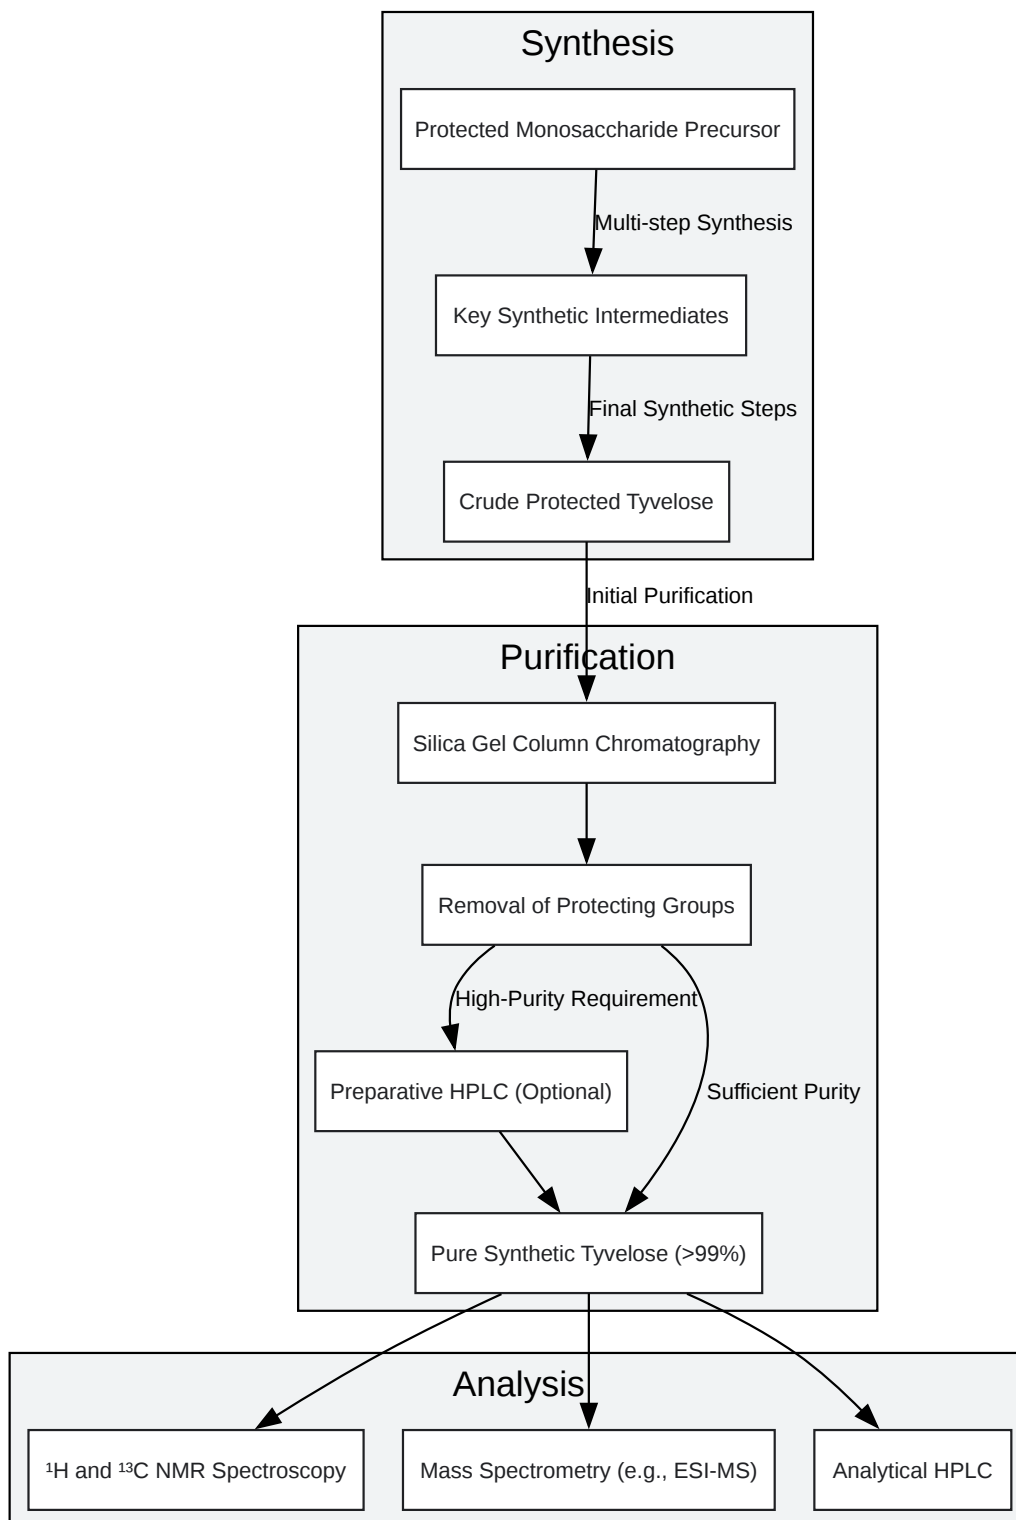 Synthesis
Protected Monosaccharide Precursor
Multi-step Synthesis
Key Synthetic Intermediates
Final Synthetic Steps
Crude Protected Tyvelose
Initial Purification
Purification
Silica Gel Column Chromatography
Removal of Protecting Groups
High-Purity Requirement
Preparative HPLC (Optional)
Sufficient Purity
Pure Synthetic Tyvelose (>99%)
Analysis
¹H and ¹³C NMR Spectroscopy
Mass Spectrometry (e.g., ESI-MS)
Analytical HPLC